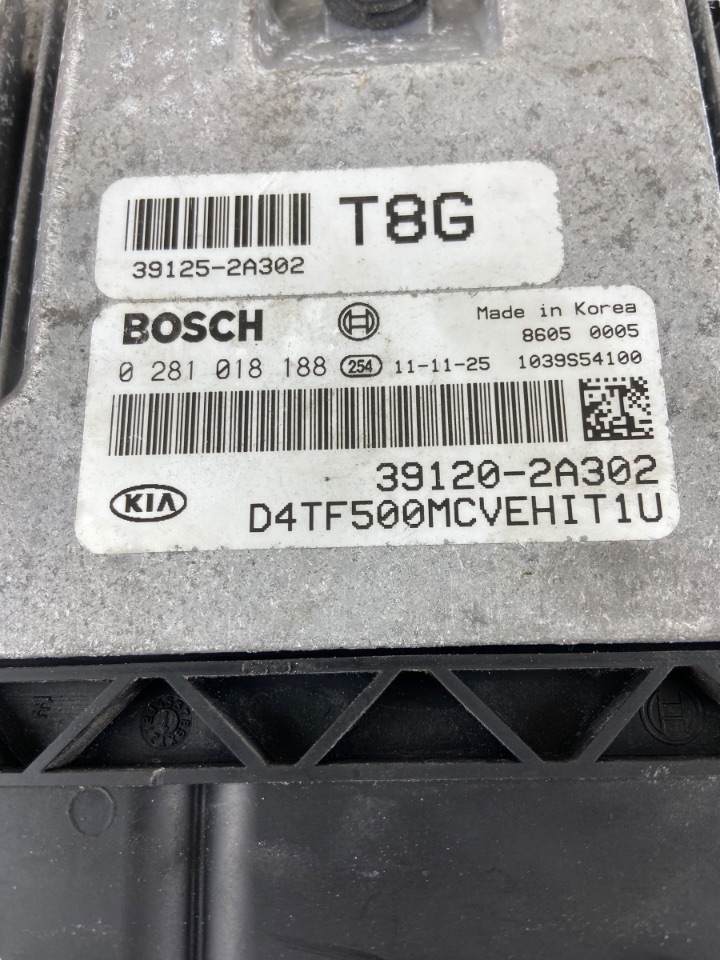 T8G
39125-2A302
BOSCH
Made in Korea
8605 0005
0 281 018 188 254 11-11-25 1039S54100
39120-2A302
KIA
D4TF500MCVEHIT1U